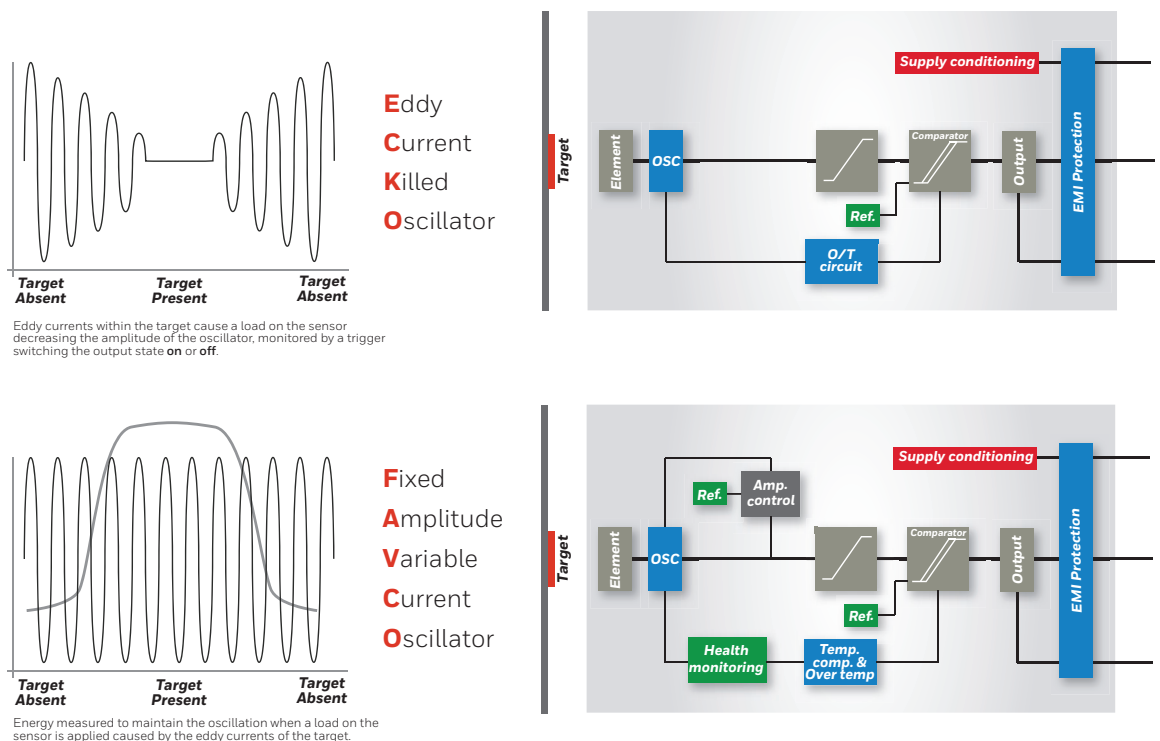 Eddy
Current
Killed
Oscillator
Target
Absent
Target
Present
Target
Absent
Eddy currents within the target cause a load on the sensor
decreasing the amplitude of the oscillator, monitored by a trigger
switching the output state on or off.
Target
Element
OSC
Comparator
Ref.
O/T
circuit
Supply conditioning
Output
EMI Protection
Fixed
Amplitude
Variable
Current
Oscillator
Target
Absent
Target
Present
Target
Absent
Energy measured to maintain the oscillation when a load on the
sensor is applied caused by the eddy currents of the target.
Target
Element
OSC
Ref.
Amp.
control
Comparator
Ref.
Health
monitoring
Temp.
comp. &
Over temp
Supply conditioning
Output
EMI Protection